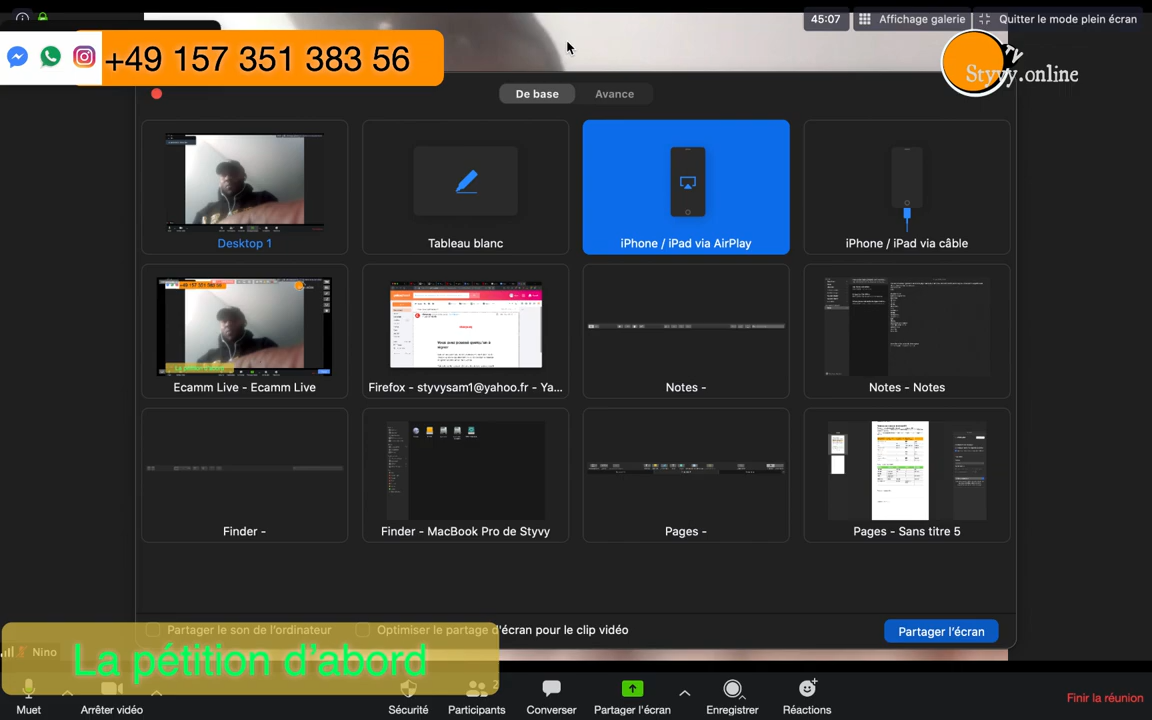 45:07
Affichage galerie
Quitter le mode plein écran
+49 157 351 383 56
TV
Styvy.online
De base
Avance
Desktop 1
Tableau blanc
iPhone / iPad via AirPlay
iPhone / iPad via câble
Ecamm Live - Ecamm Live
Firefox - styvysam1@yahoo.fr - Ya...
Notes -
Notes - Notes
Finder -
Finder - MacBook Pro de Styvy
Pages -
Pages - Sans titre 5
Partager le son de l'ordinateur
Optimiser le partage d'écran pour le clip vidéo
Partager l'écran
Nino
La pétition d'abord
Muet
Arrêter vidéo
Sécurité
Participants
2
Converser
Partager l'écran
Enregistrer
Réactions
Finir la réunion